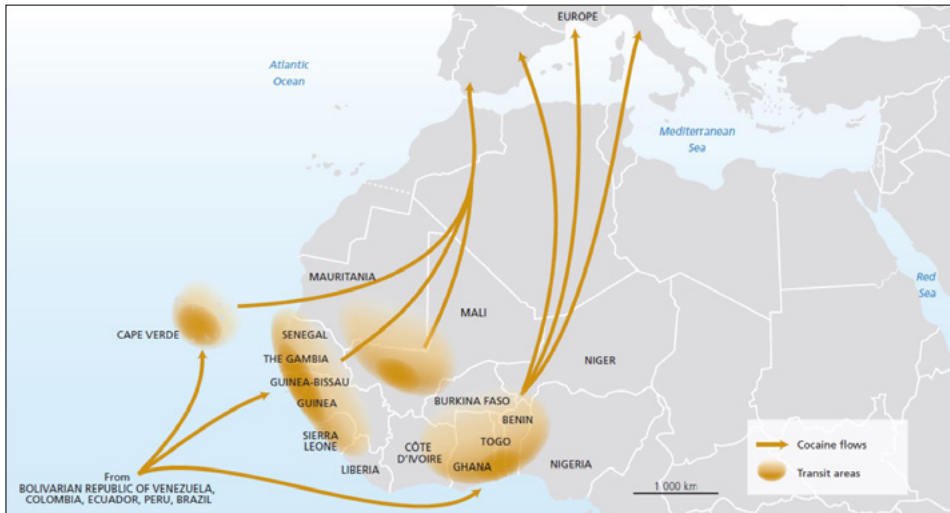 EUROPE
Atlantic
Ocean
Mediterranean
Sea
Red
Sea
MAURITANIA
MALI
CAPE VERDE
SENEGAL
THE GAMBIA
NIGER
GUINEA-BISSAU
GUINEA
BURKINA FASO
BENIN
SIERRA
LEONE
CÔTE
D'IVOIRE
TOGO
LIBERIA
GHANA
NIGERIA
From
BOLIVARIAN REPUBLIC OF VENEZUELA,
COLOMBIA, ECUADOR, PERU, BRAZIL
1 000 km
Cocaine flows
Transit areas